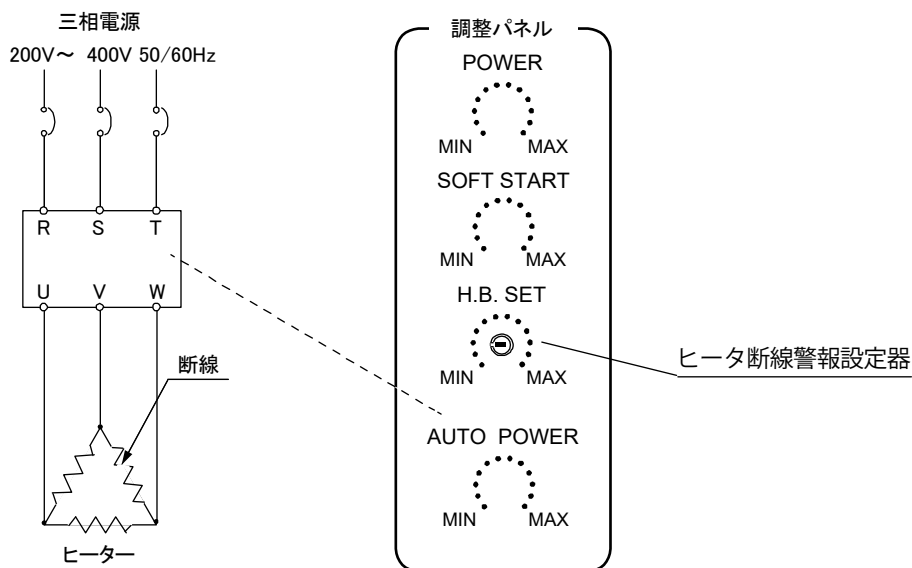 三相電源
200V～ 400V 50/60Hz
R S T
U V W
断線
ヒーター
調整パネル
POWER
MIN MAX
SOFT START
MIN MAX
H.B. SET
MIN MAX
ヒータ断線警報設定器
AUTO POWER
MIN MAX